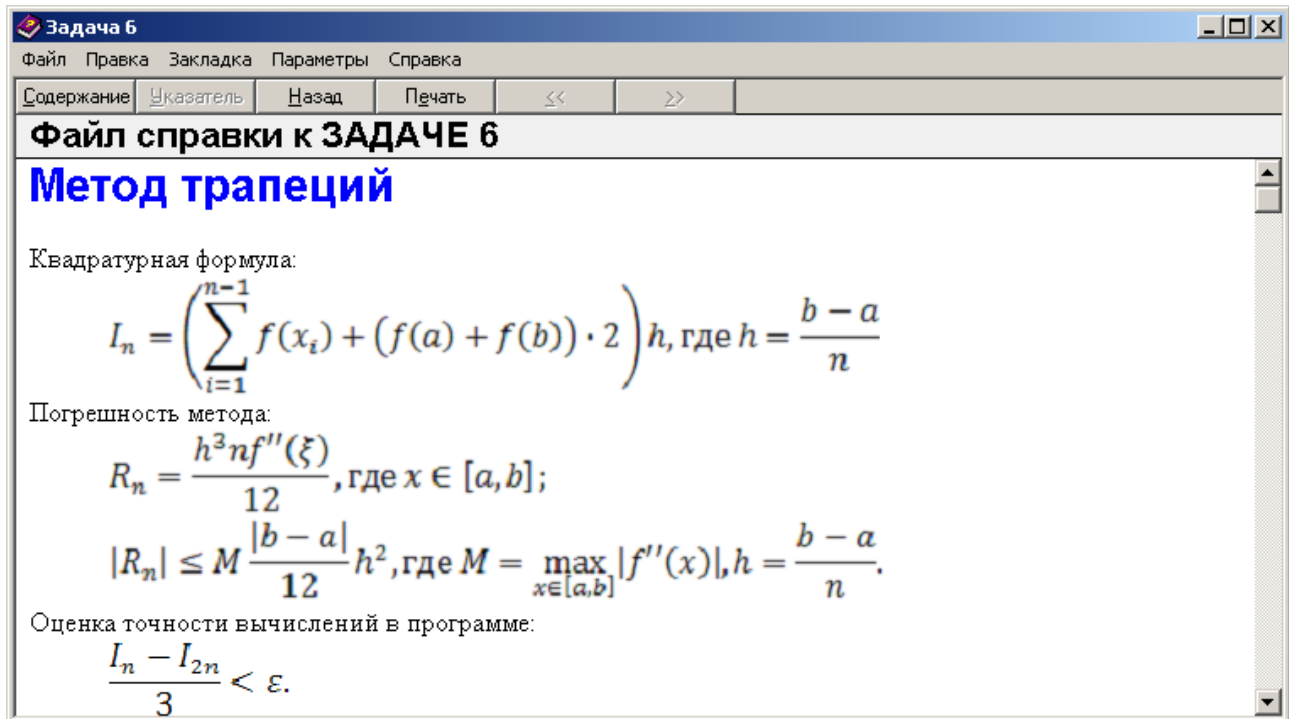 Задача 6
Файл Правка Закладка Параметры Справка
Содержание Указатель Назад Печать << >>
Файл справки к ЗАДАЧЕ 6
Метод трапеций
Квадратурная формула:
I_n = (∑_{i=1}^{n−1} f(x_i) + (f(a) + f(b)) · 2) h, где h = (b − a)/n
Погрешность метода:
R_n = h³nf′′(ξ)/12, где x ∈ [a, b];
|R_n| ≤ M |b − a|/12 h², где M = max_{x∈[a,b]} |f′′(x)|, h = (b − a)/n.
Оценка точности вычислений в программе:
(I_n − I_{2n})/3 < ε.